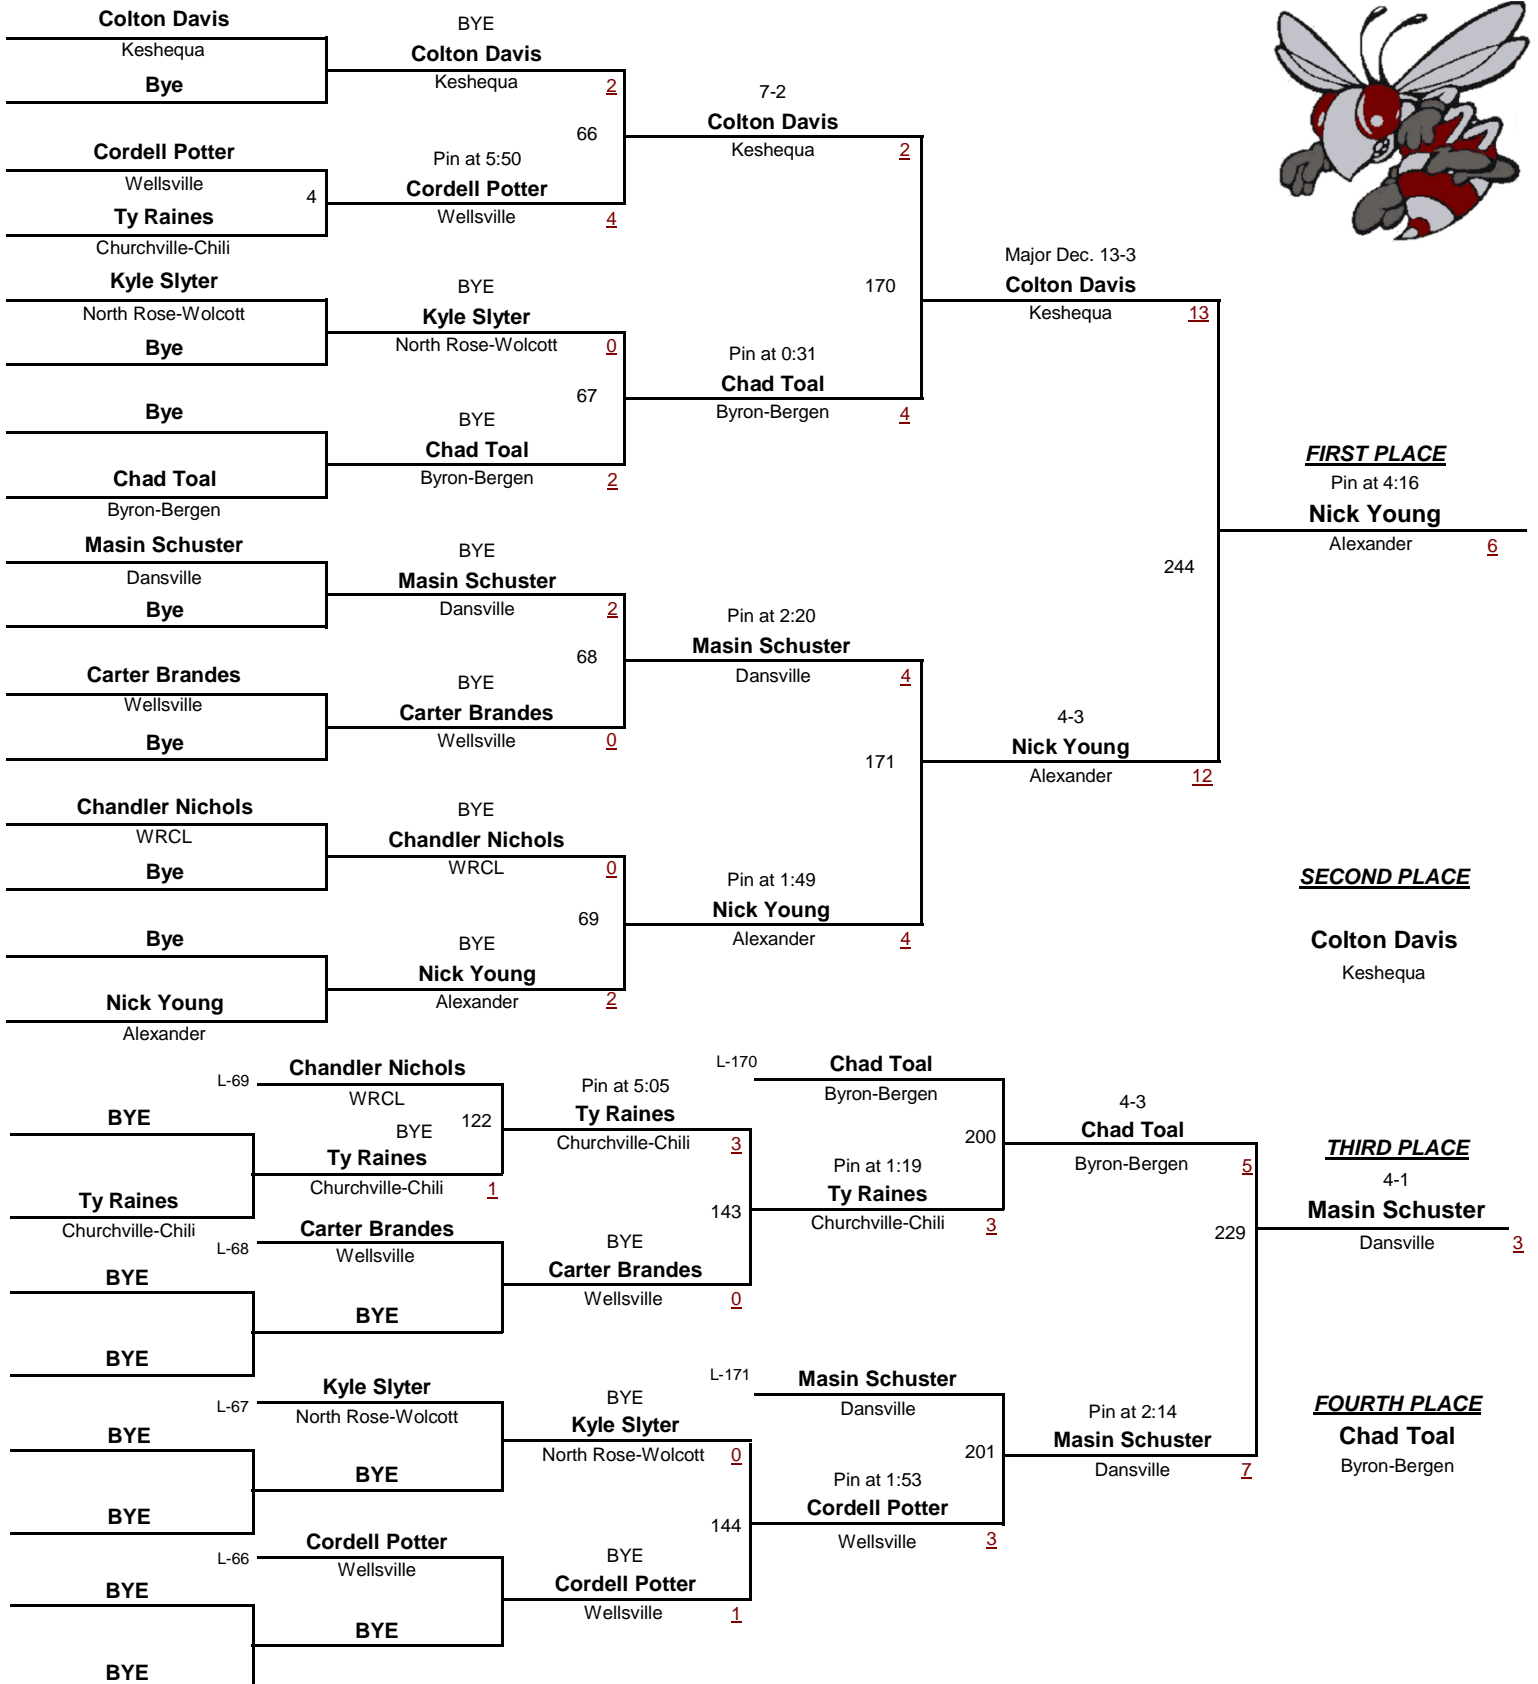 Colton Davis
Keshequa
Bye
Cordell Potter
Wellsville
4
Ty Raines
Churchville-Chili
Kyle Slyter
North Rose-Wolcott
Bye
Bye
Chad Toal
Byron-Bergen
Masin Schuster
Dansville
Bye
Carter Brandes
Wellsville
Bye
Chandler Nichols
WRCL
Bye
Bye
Nick Young
Alexander
BYE
Colton Davis
Keshequa 2
66
Pin at 5:50
Cordell Potter
Wellsville 4
BYE
Kyle Slyter
North Rose-Wolcott 0
67
BYE
Chad Toal
Byron-Bergen 2
BYE
Masin Schuster
Dansville 2
68
BYE
Carter Brandes
Wellsville 0
BYE
Chandler Nichols
WRCL 0
69
BYE
Nick Young
Alexander 2
7-2
Colton Davis
Keshequa 2
170
Pin at 0:31
Chad Toal
Byron-Bergen 4
Pin at 2:20
Masin Schuster
Dansville 4
171
Pin at 1:49
Nick Young
Alexander 4
Major Dec. 13-3
Colton Davis
Keshequa 13
244
4-3
Nick Young
Alexander 12
FIRST PLACE
Pin at 4:16
Nick Young
Alexander 6
SECOND PLACE
Colton Davis
Keshequa
BYE
Ty Raines
Churchville-Chili
BYE
BYE
BYE
BYE
BYE
BYE
L-69
Chandler Nichols
WRCL
122
BYE
Ty Raines
Churchville-Chili 1
L-68
Carter Brandes
Wellsville
BYE
L-67
Kyle Slyter
North Rose-Wolcott
BYE
L-66
Cordell Potter
Wellsville
BYE
Pin at 5:05
Ty Raines
Churchville-Chili 3
143
BYE
Carter Brandes
Wellsville 0
BYE
Kyle Slyter
North Rose-Wolcott 0
144
BYE
Cordell Potter
Wellsville 1
L-170
Chad Toal
Byron-Bergen
200
Pin at 1:19
Ty Raines
Churchville-Chili 3
L-171
Masin Schuster
Dansville
201
Pin at 1:53
Cordell Potter
Wellsville 3
4-3
Chad Toal
Byron-Bergen 5
229
Pin at 2:14
Masin Schuster
Dansville 7
THIRD PLACE
4-1
Masin Schuster
Dansville 3
FOURTH PLACE
Chad Toal
Byron-Bergen